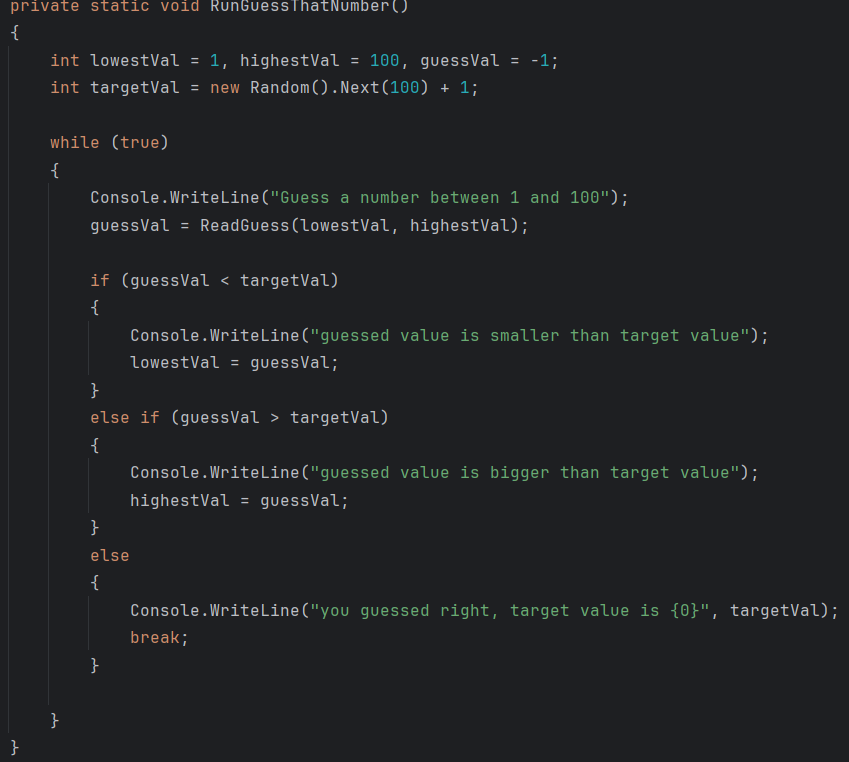 private static void RunGuessThatNumber()
{
    int lowestVal = 1, highestVal = 100, guessVal = -1;
    int targetVal = new Random().Next(100) + 1;

    while (true)
    {
        Console.WriteLine("Guess a number between 1 and 100");
        guessVal = ReadGuess(lowestVal, highestVal);

        if (guessVal < targetVal)
        {
            Console.WriteLine("guessed value is smaller than target value");
            lowestVal = guessVal;
        }
        else if (guessVal > targetVal)
        {
            Console.WriteLine("guessed value is bigger than target value");
            highestVal = guessVal;
        }
        else
        {
            Console.WriteLine("you guessed right, target value is {0}", targetVal);
            break;
        }

    }
}